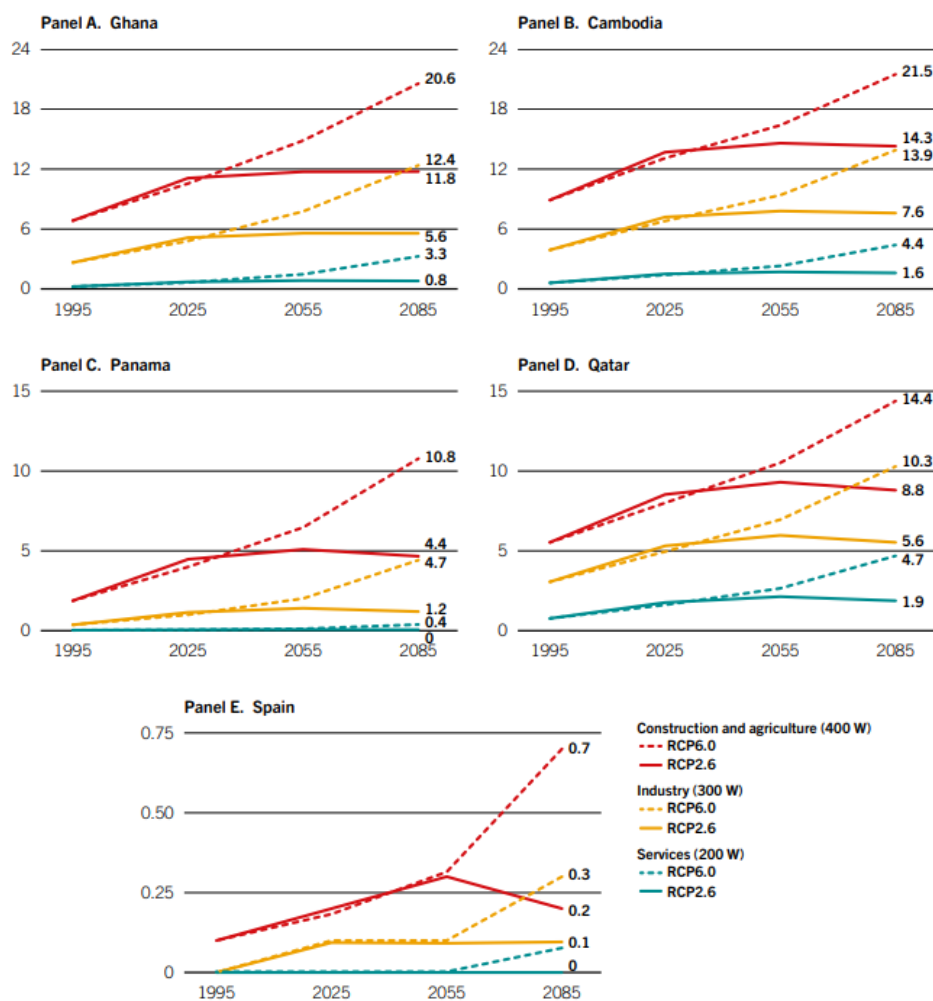 Panel A. Ghana
24
18
12
6
0
20.6
12.4
11.8
5.6
3.3
0.8
1995 2025 2055 2085
Panel B. Cambodia
24
18
12
6
0
21.5
14.3
13.9
7.6
4.4
1.6
1995 2025 2055 2085
Panel C. Panama
15
10
5
0
10.8
4.4
4.7
1.2
0.4
0
1995 2025 2055 2085
Panel D. Qatar
15
10
5
0
14.4
10.3
8.8
5.6
4.7
1.9
1995 2025 2055 2085
Panel E. Spain
0.75
0.50
0.25
0
0.7
0.3
0.2
0.1
0
1995 2025 2055 2085
Construction and agriculture (400 W)
RCP6.0
RCP2.6
Industry (300 W)
RCP6.0
RCP2.6
Services (200 W)
RCP6.0
RCP2.6